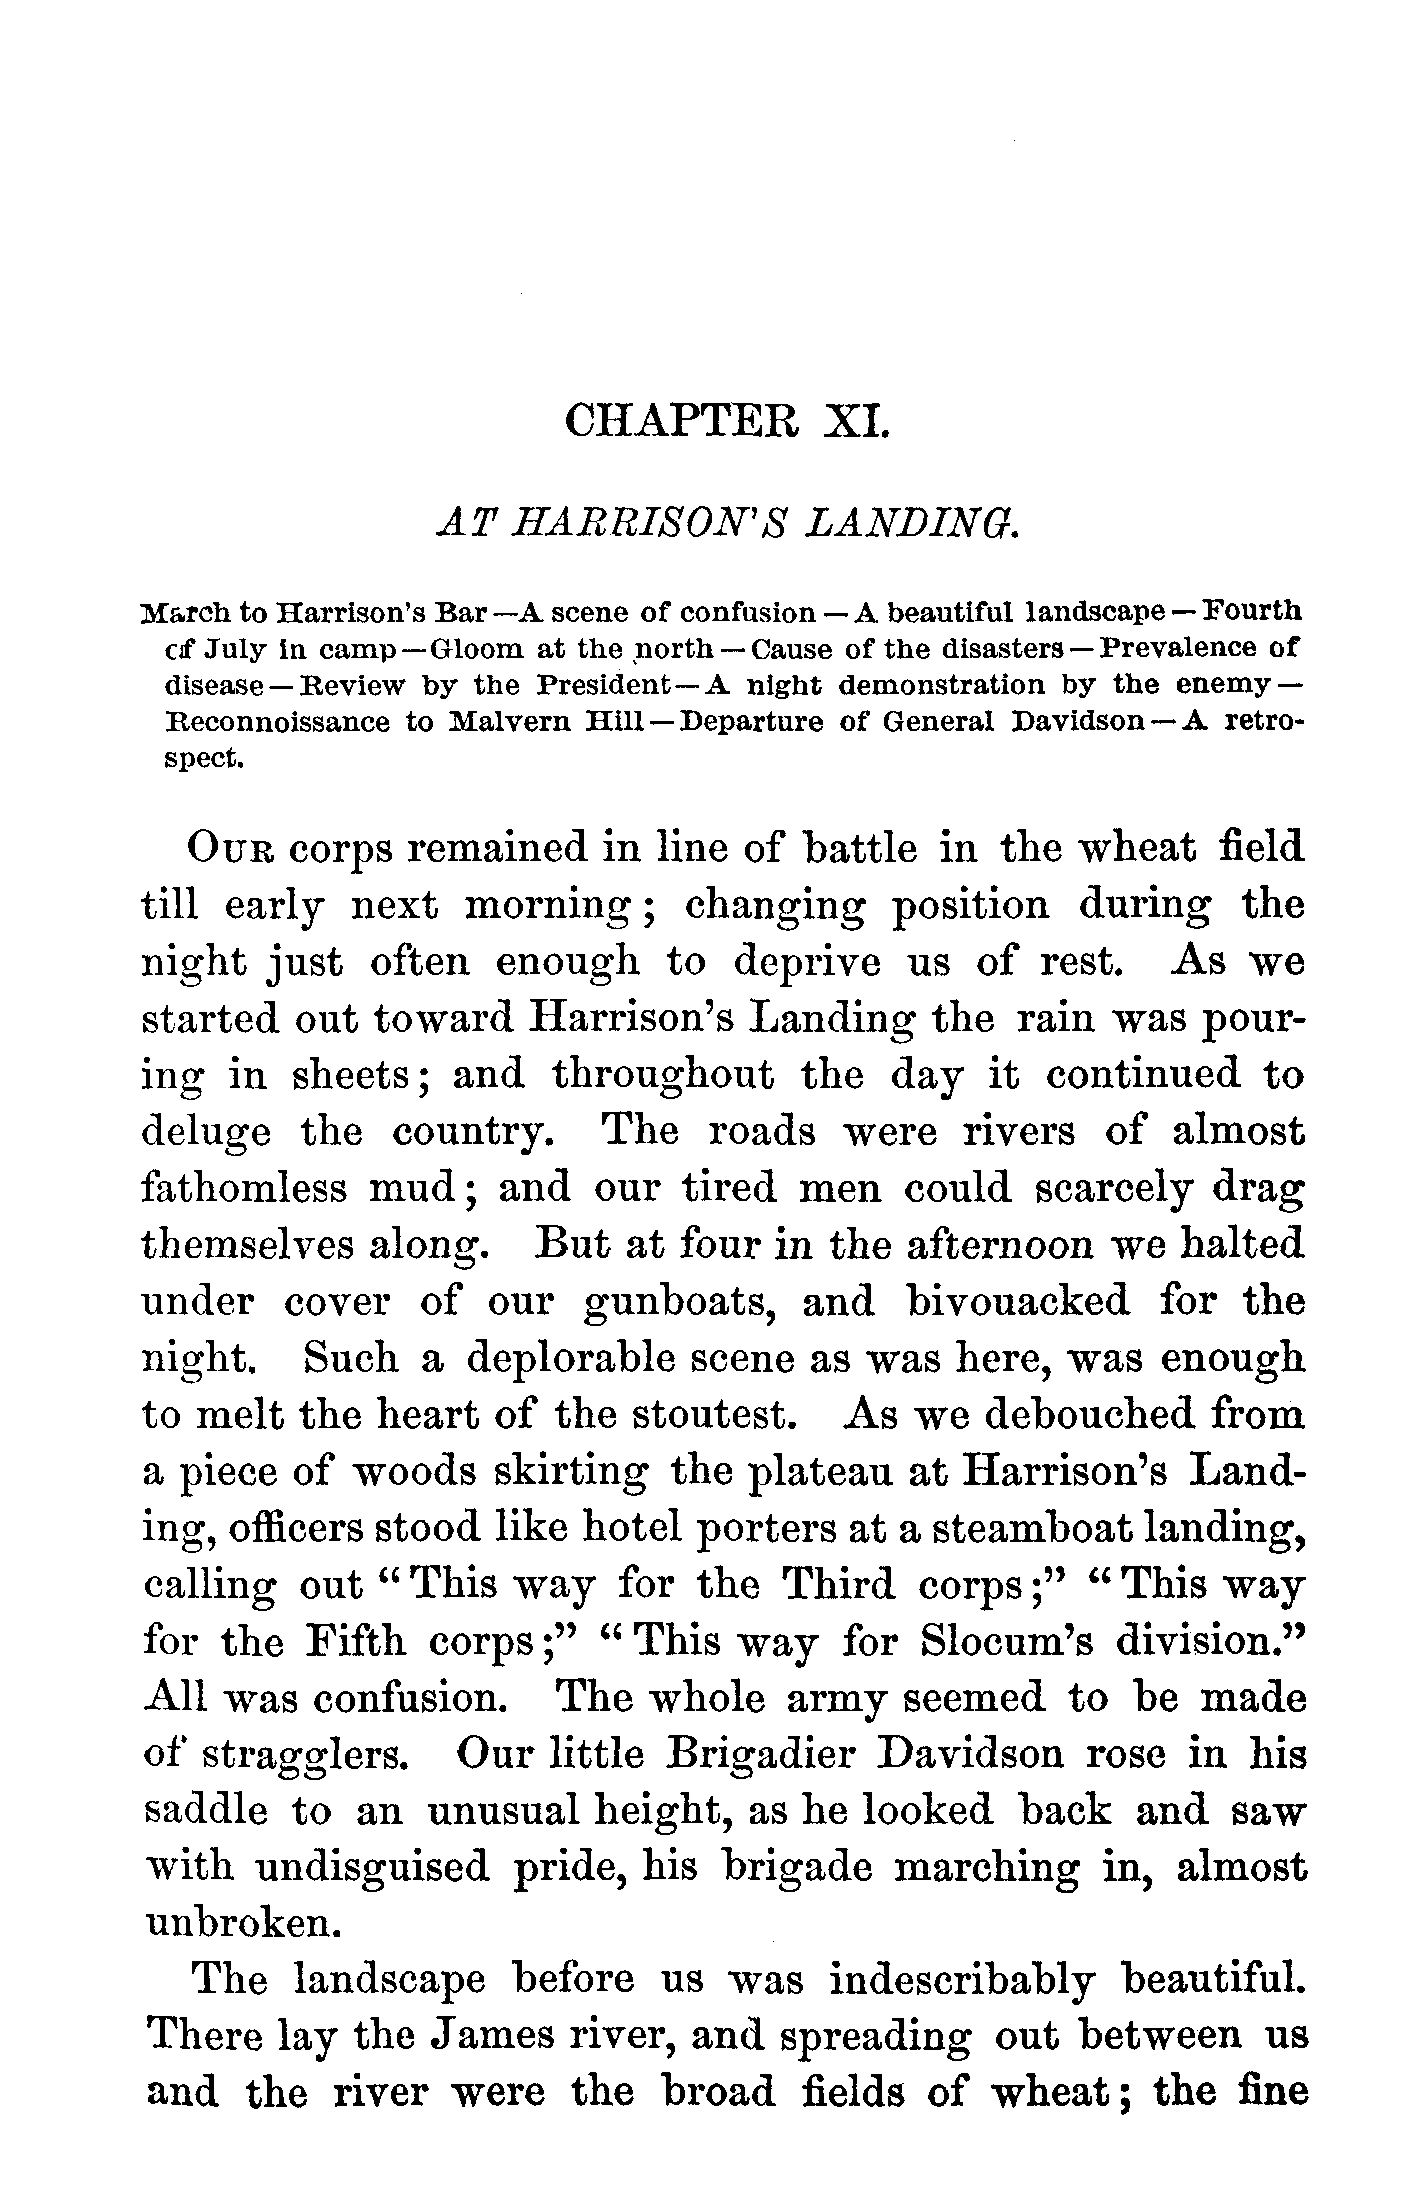 CHAPTER XI.
AT HARRISON'S LANDING.
March to Harrison's Bar—A scene of confusion—A beautiful landscape—Fourth
of July in camp—Gloom at the north—Cause of the disasters—Prevalence of
disease—Review by the President—A night demonstration by the enemy—
Reconnoissance to Malvern Hill—Departure of General Davidson—A retro-
spect.
OUR corps remained in line of battle in the wheat field
till early next morning; changing position during the
night just often enough to deprive us of rest. As we
started out toward Harrison's Landing the rain was pour-
ing in sheets; and throughout the day it continued to
deluge the country. The roads were rivers of almost
fathomless mud; and our tired men could scarcely drag
themselves along. But at four in the afternoon we halted
under cover of our gunboats, and bivouacked for the
night. Such a deplorable scene as was here, was enough
to melt the heart of the stoutest. As we debouched from
a piece of woods skirting the plateau at Harrison's Land-
ing, officers stood like hotel porters at a steamboat landing,
calling out "This way for the Third corps;" "This way
for the Fifth corps;" "This way for Slocum's division."
All was confusion. The whole army seemed to be made
of stragglers. Our little Brigadier Davidson rose in his
saddle to an unusual height, as he looked back and saw
with undisguised pride, his brigade marching in, almost
unbroken.
The landscape before us was indescribably beautiful.
There lay the James river, and spreading out between us
and the river were the broad fields of wheat; the fine